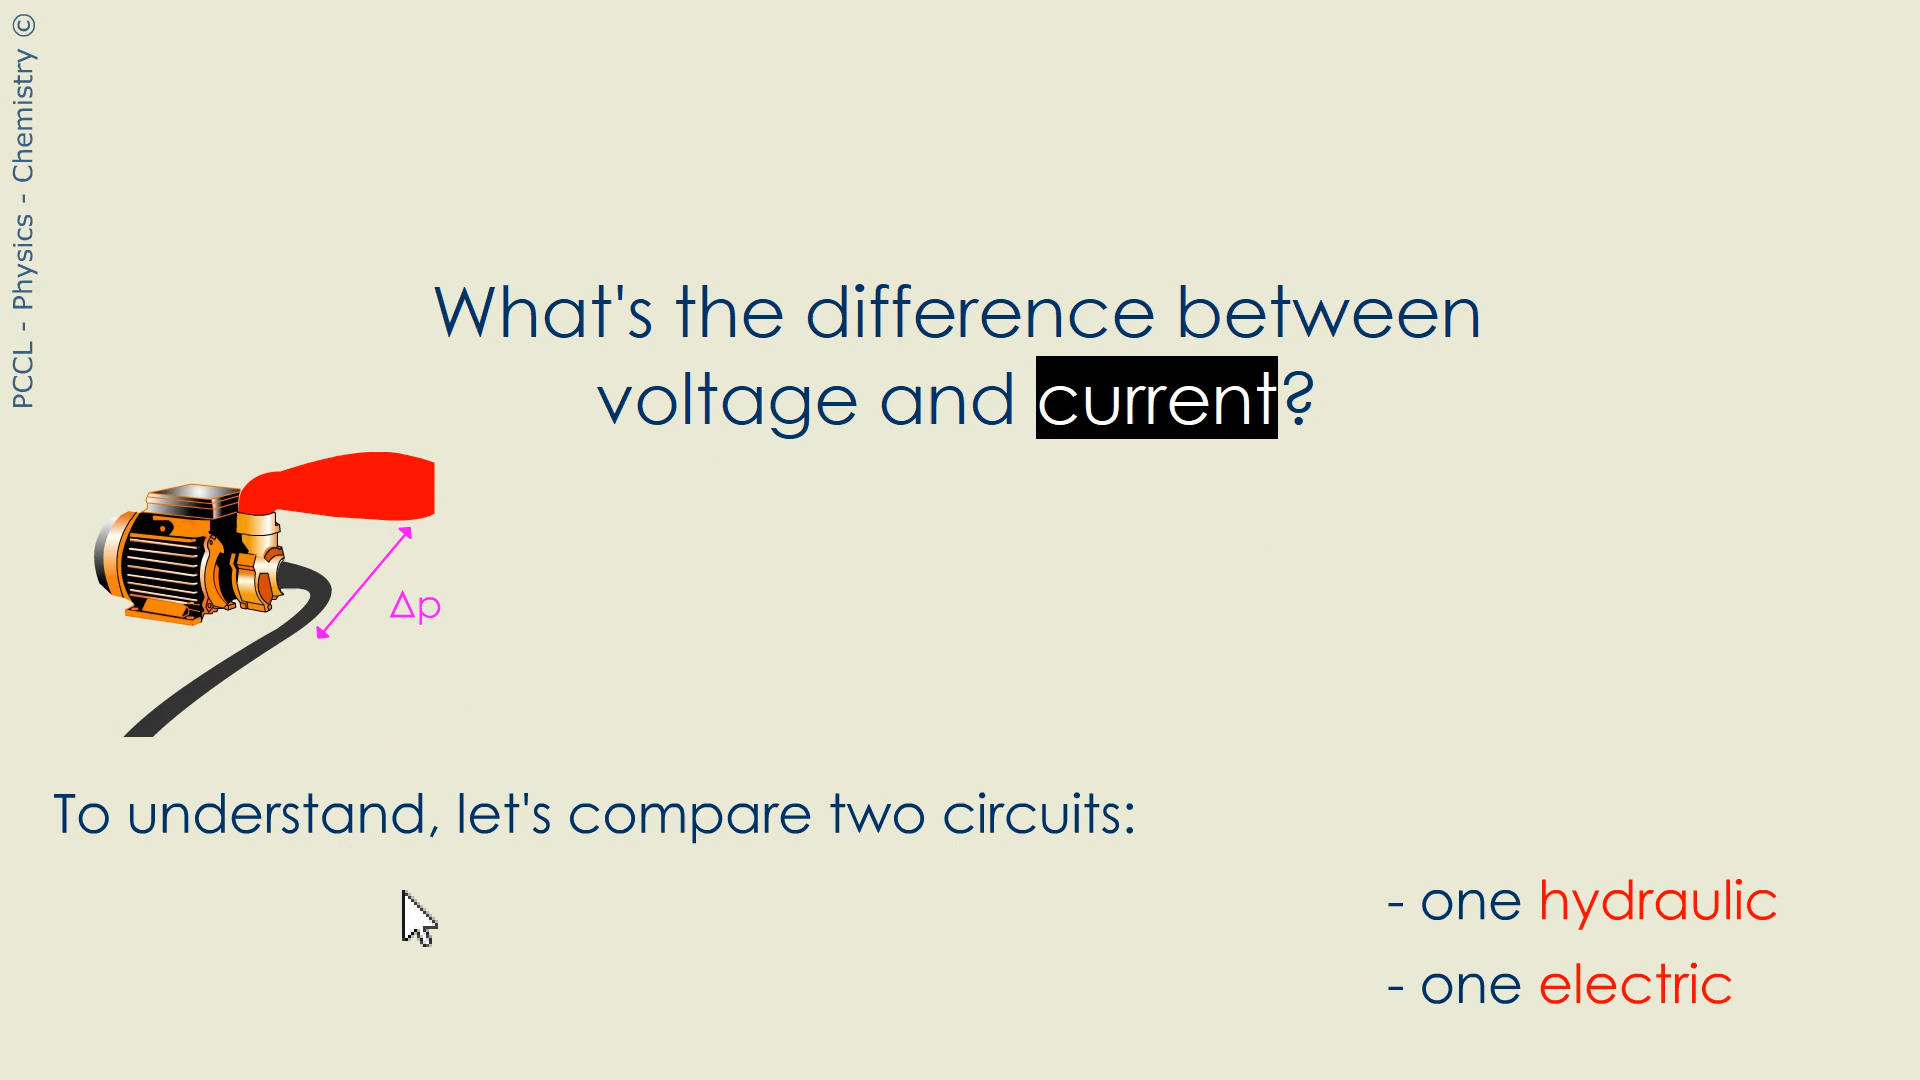 PCCL - Physics - Chemistry ©
What's the difference between
voltage and current?
Δp
To understand, let's compare two circuits:
- one hydraulic
- one electric